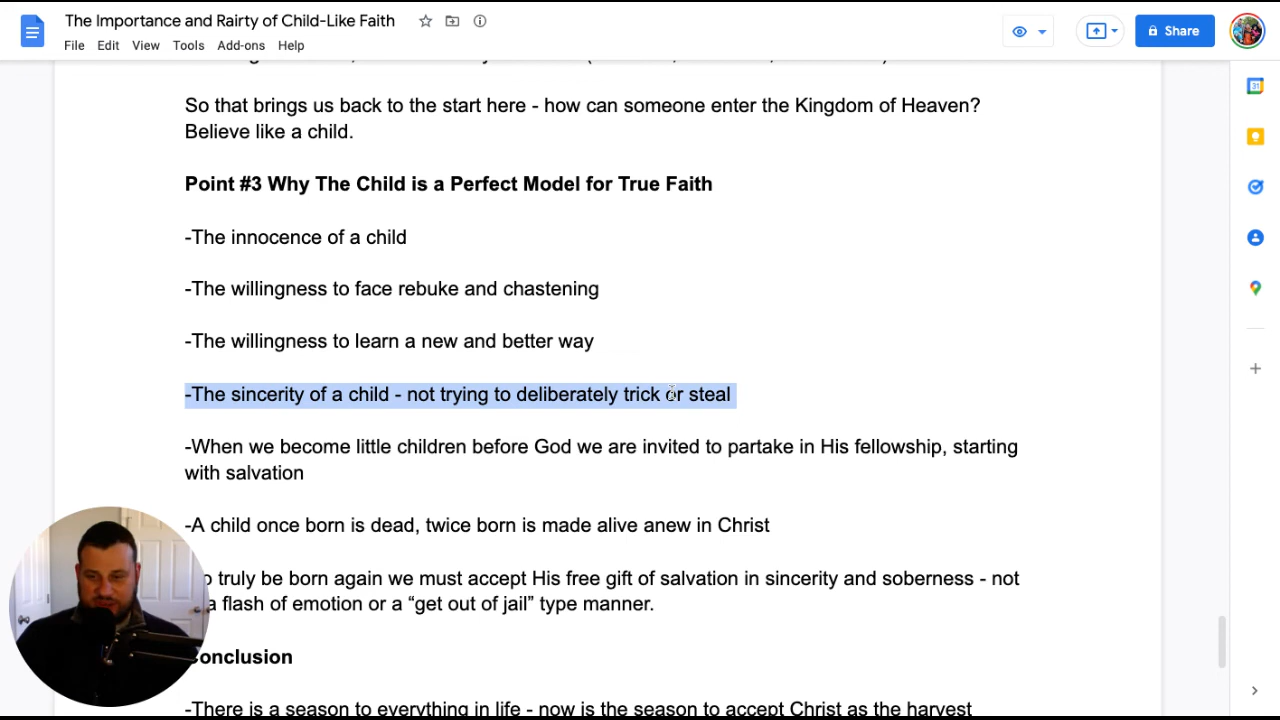 The Importance and Rairty of Child-Like Faith
File Edit View Tools Add-ons Help
Share
So that brings us back to the start here - how can someone enter the Kingdom of Heaven?
Believe like a child.
Point #3 Why The Child is a Perfect Model for True Faith
-The innocence of a child
-The willingness to face rebuke and chastening
-The willingness to learn a new and better way
-The sincerity of a child - not trying to deliberately trick or steal
-When we become little children before God we are invited to partake in His fellowship, starting
with salvation
-A child once born is dead, twice born is made alive anew in Christ
truly be born again we must accept His free gift of salvation in sincerity and soberness - not
a flash of emotion or a “get out of jail” type manner.
onclusion
-There is a season to everything in life - now is the season to accept Christ as the harvest
31